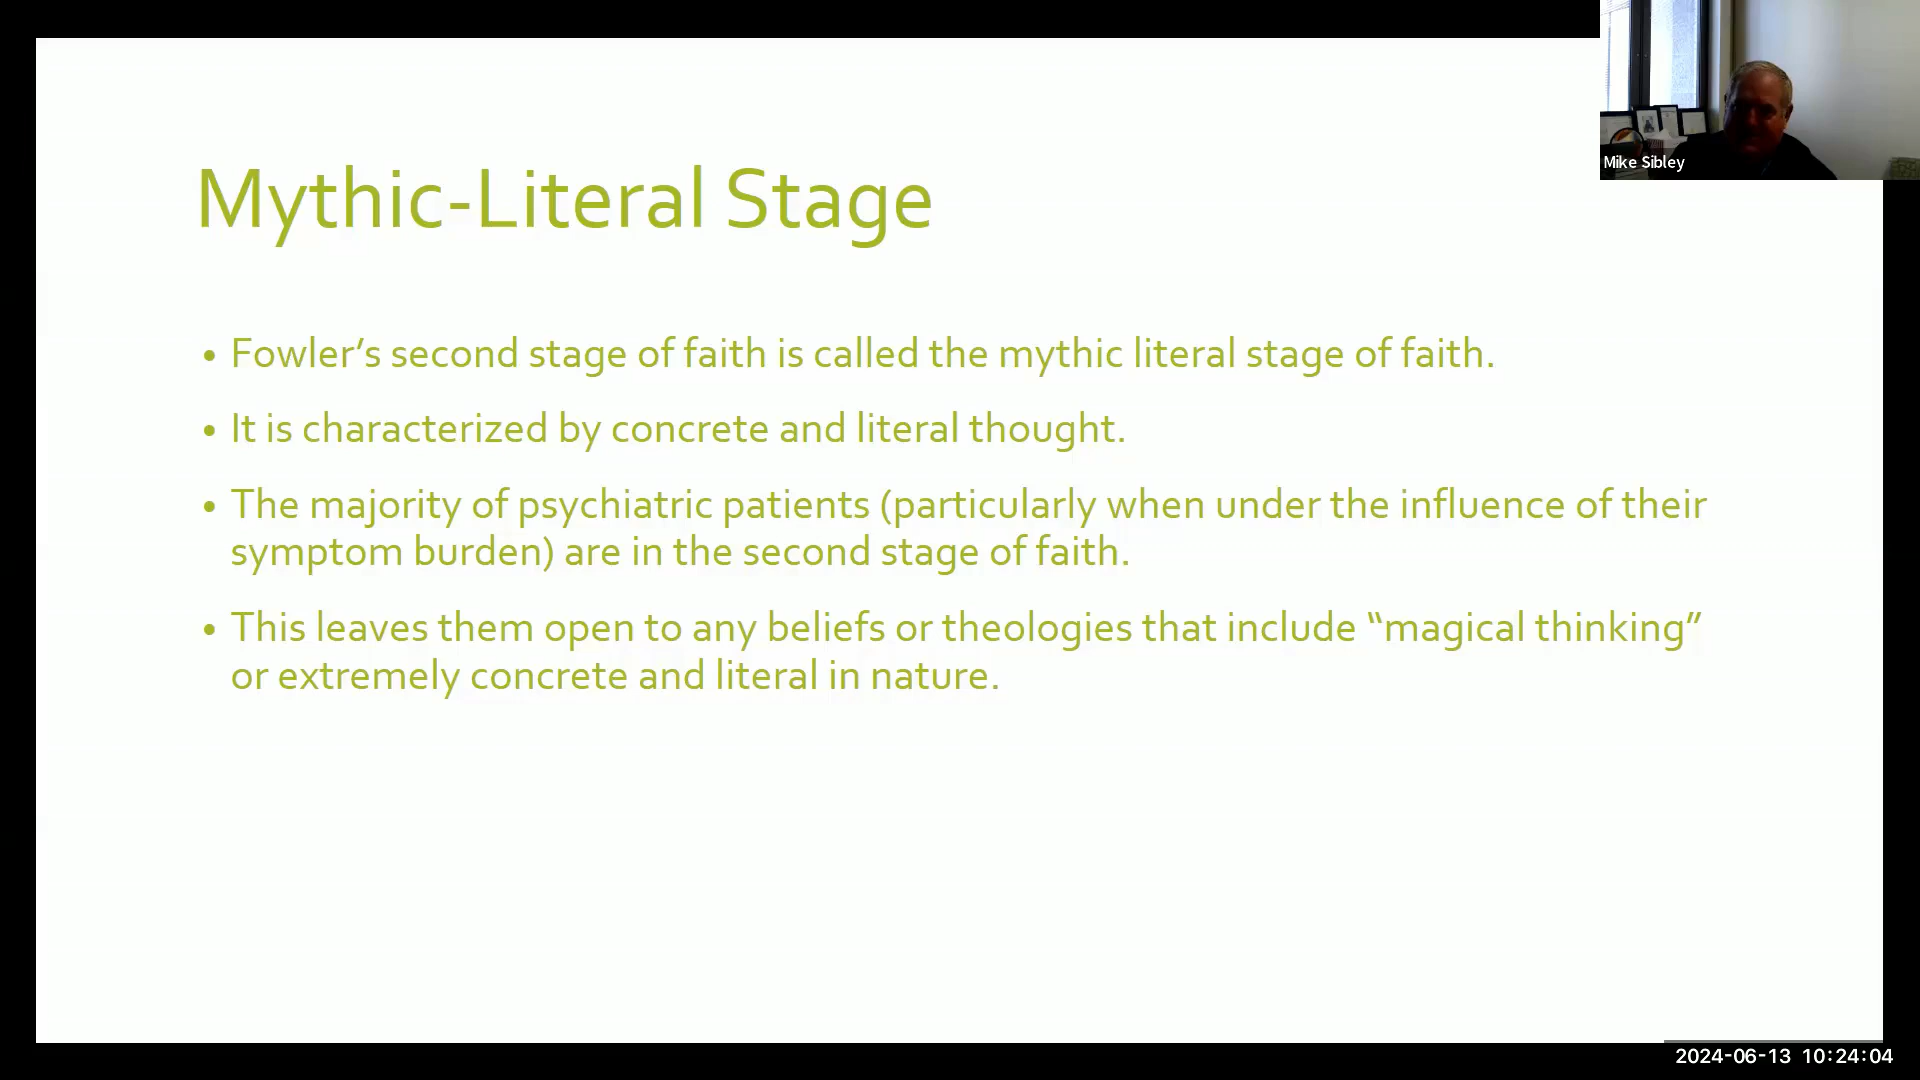 Mike Sibley
Mythic-Literal Stage
• Fowler’s second stage of faith is called the mythic literal stage of faith.
• It is characterized by concrete and literal thought.
• The majority of psychiatric patients (particularly when under the influence of their
symptom burden) are in the second stage of faith.
• This leaves them open to any beliefs or theologies that include “magical thinking”
or extremely concrete and literal in nature.
2024-06-13 10:24:04